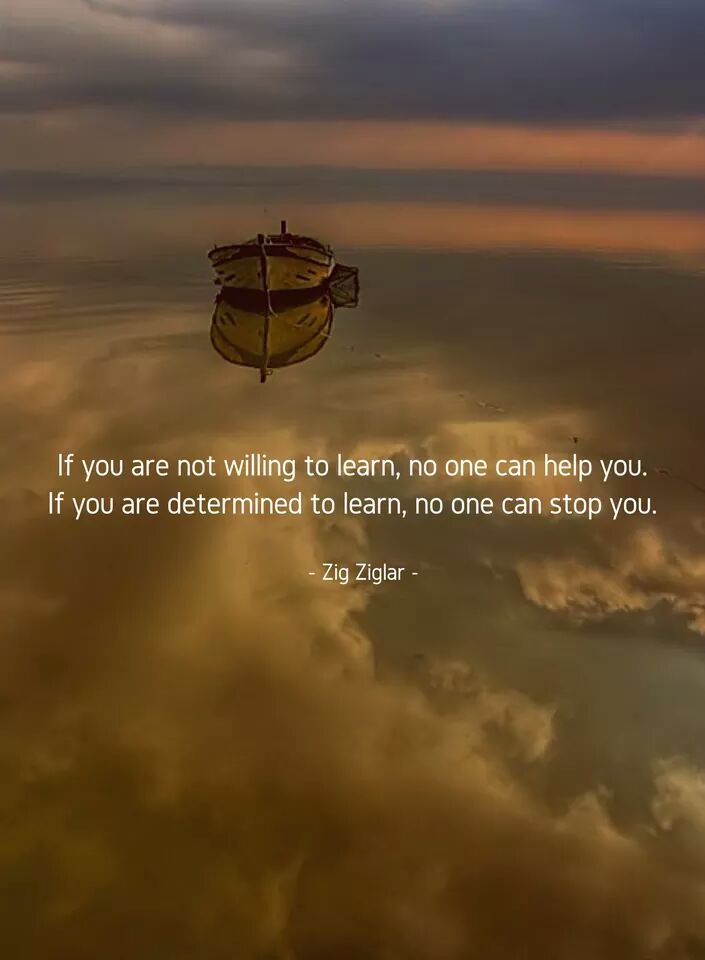 If you are not willing to learn, no one can help you.
If you are determined to learn, no one can stop you.
- Zig Ziglar -